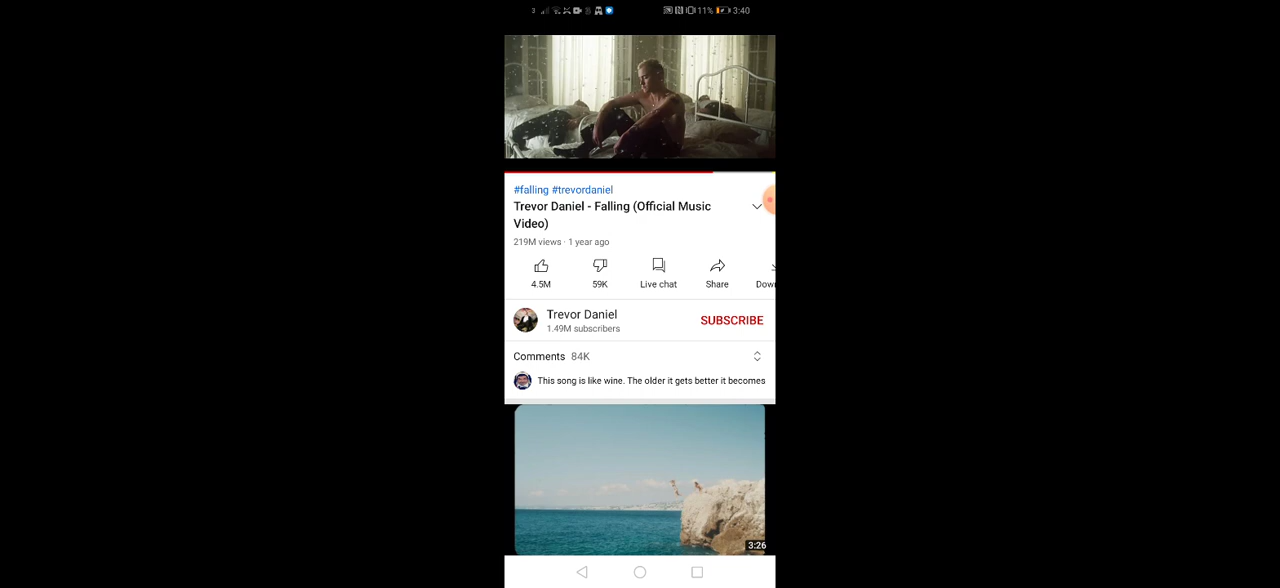 3 11% 3:40
#falling #trevordaniel
Trevor Daniel - Falling (Official Music
Video)
219M views · 1 year ago
4.5M 59K Live chat Share Down
Trevor Daniel
1.49M subscribers
SUBSCRIBE
Comments 84K
This song is like wine. The older it gets better it becomes
3:26